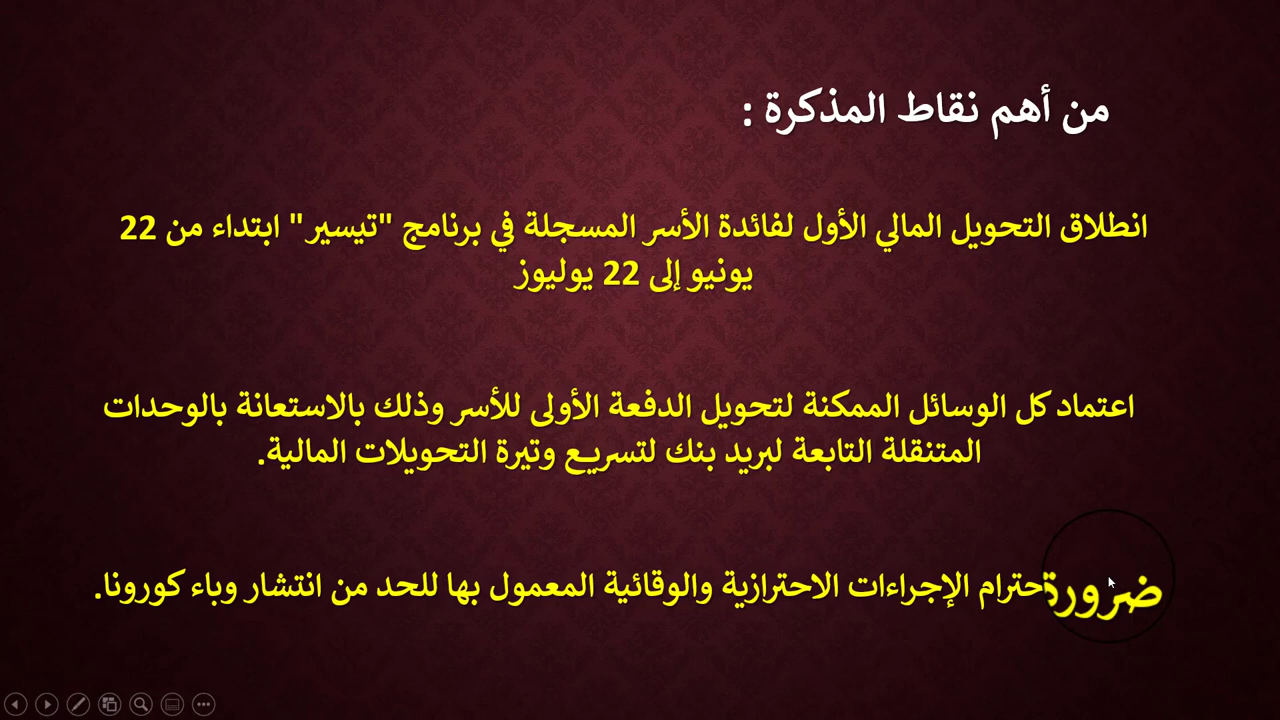 من أهم نقاط المذكرة :
انطلاق التحويل المالي الأول لفائدة الأسر المسجلة في برنامج "تيسير" ابتداء من 22
يونيو إلى 22 يوليوز
اعتماد كل الوسائل الممكنة لتحويل الدفعة الأولى للأسر وذلك بالاستعانة بالوحدات
المتنقلة التابعة لبريد بنك لتسريع وتيرة التحويلات المالية.
ضرورة احترام الإجراءات الاحترازية والوقائية المعمول بها للحد من انتشار وباء كورونا.